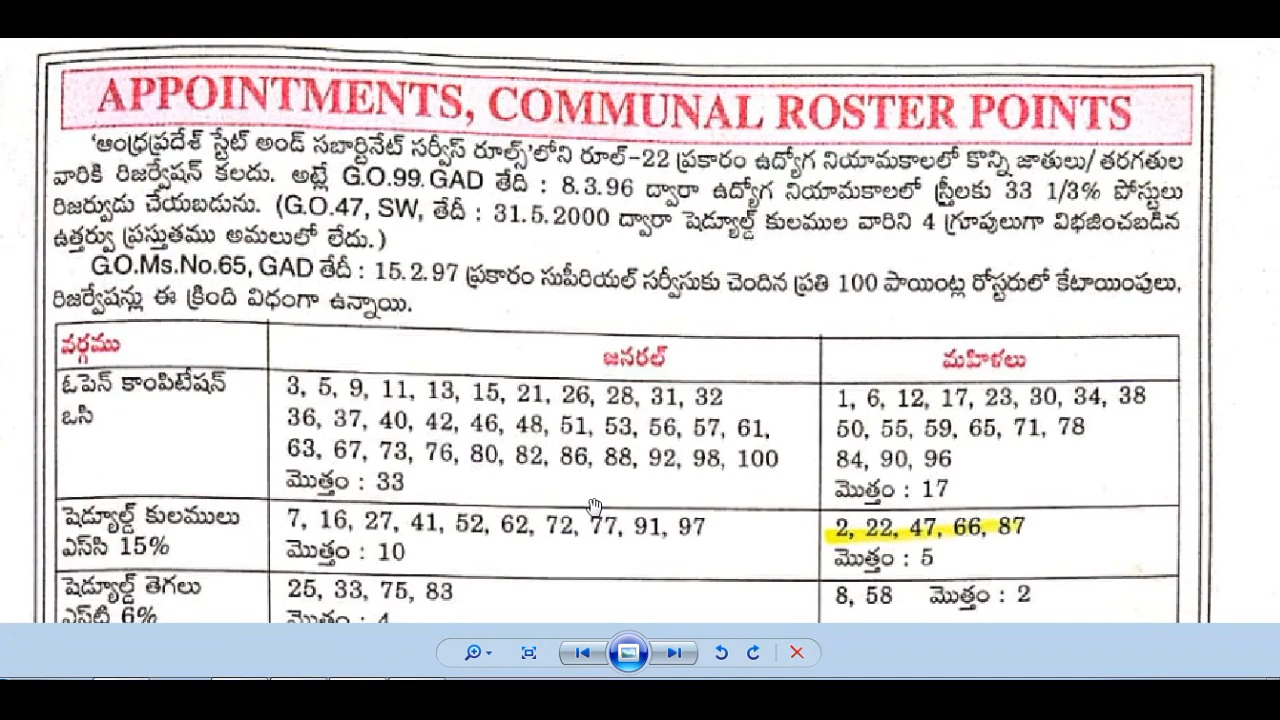 APPOINTMENTS, COMMUNAL ROSTER POINTS
'ఆంధ్రప్రదేశ్ స్టేట్ అండ్ సబార్డినేట్ సర్వీస్ రూల్స్'లోని రూల్-22 ప్రకారం ఉద్యోగ నియామకాలలో కొన్ని జాతులు/తరగతుల
వారికి రిజర్వేషన్ కలదు. అట్లే G.O.99.GAD తేది : 8.3.96 ద్వారా ఉద్యోగ నియామకాలలో స్త్రీలకు 33 1/3% పోస్టులు
రిజర్వుడు చేయబడును. (G.O.47, SW, తేదీ : 31.5.2000 ద్వారా షెడ్యూల్డ్ కులముల వారిని 4 గ్రూపులుగా విభజించబడిన
ఉత్తర్వు ప్రస్తుతము అమలులో లేదు.)
G.O.Ms.No.65, GAD తేదీ : 15.2.97 ప్రకారం సుపీరియల్ సర్వీసుకు చెందిన ప్రతి 100 పాయింట్ల రోస్టరులో కేటాయింపులు,
రిజర్వేషన్లు ఈ క్రింది విధంగా ఉన్నాయి.
వర్గము జనరల్ మహిళలు
ఓపెన్ కాంపిటేషన్ 3, 5, 9, 11, 13, 15, 21, 26, 28, 31, 32 1, 6, 12, 17, 23, 30, 34, 38
ఒసి 36, 37, 40, 42, 46, 48, 51, 53, 56, 57, 61, 50, 55, 59, 65, 71, 78
63, 67, 73, 76, 80, 82, 86, 88, 92, 98, 100 84, 90, 96
మొత్తం : 33 మొత్తం : 17
షెడ్యూల్డ్ కులములు 7, 16, 27, 41, 52, 62, 72, 77, 91, 97 2, 22, 47, 66, 87
ఎస్‌సి 15% మొత్తం : 10 మొత్తం : 5
షెడ్యూల్డ్ తెగలు 25, 33, 75, 83 8, 58 మొత్తం : 2
ఎస్‌టి 6% మొత్తం : 4